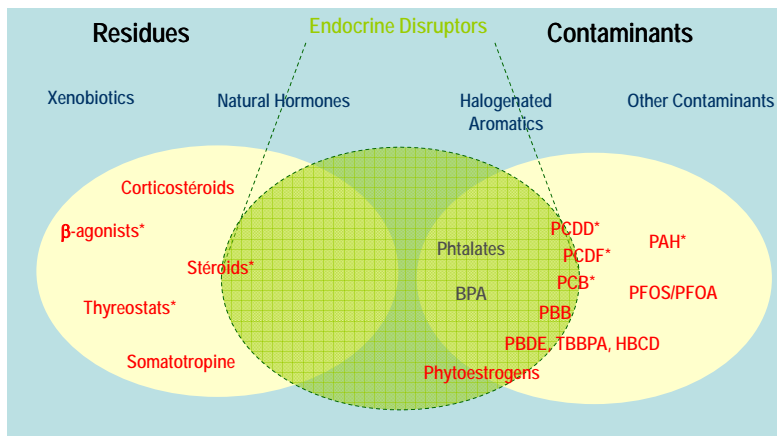 Residues
Endocrine Disruptors
Contaminants
Xenobiotics
Natural Hormones
Halogenated
Aromatics
Other Contaminants
Corticostéroids
β-agonists*
Stéroids*
Thyreostats*
Somatotropine
Phtalates
BPA
PCDD*
PCDF*
PCB*
PBB
PAH*
PFOS/PFOA
PBDE, TBBPA, HBCD
Phytoestrogens